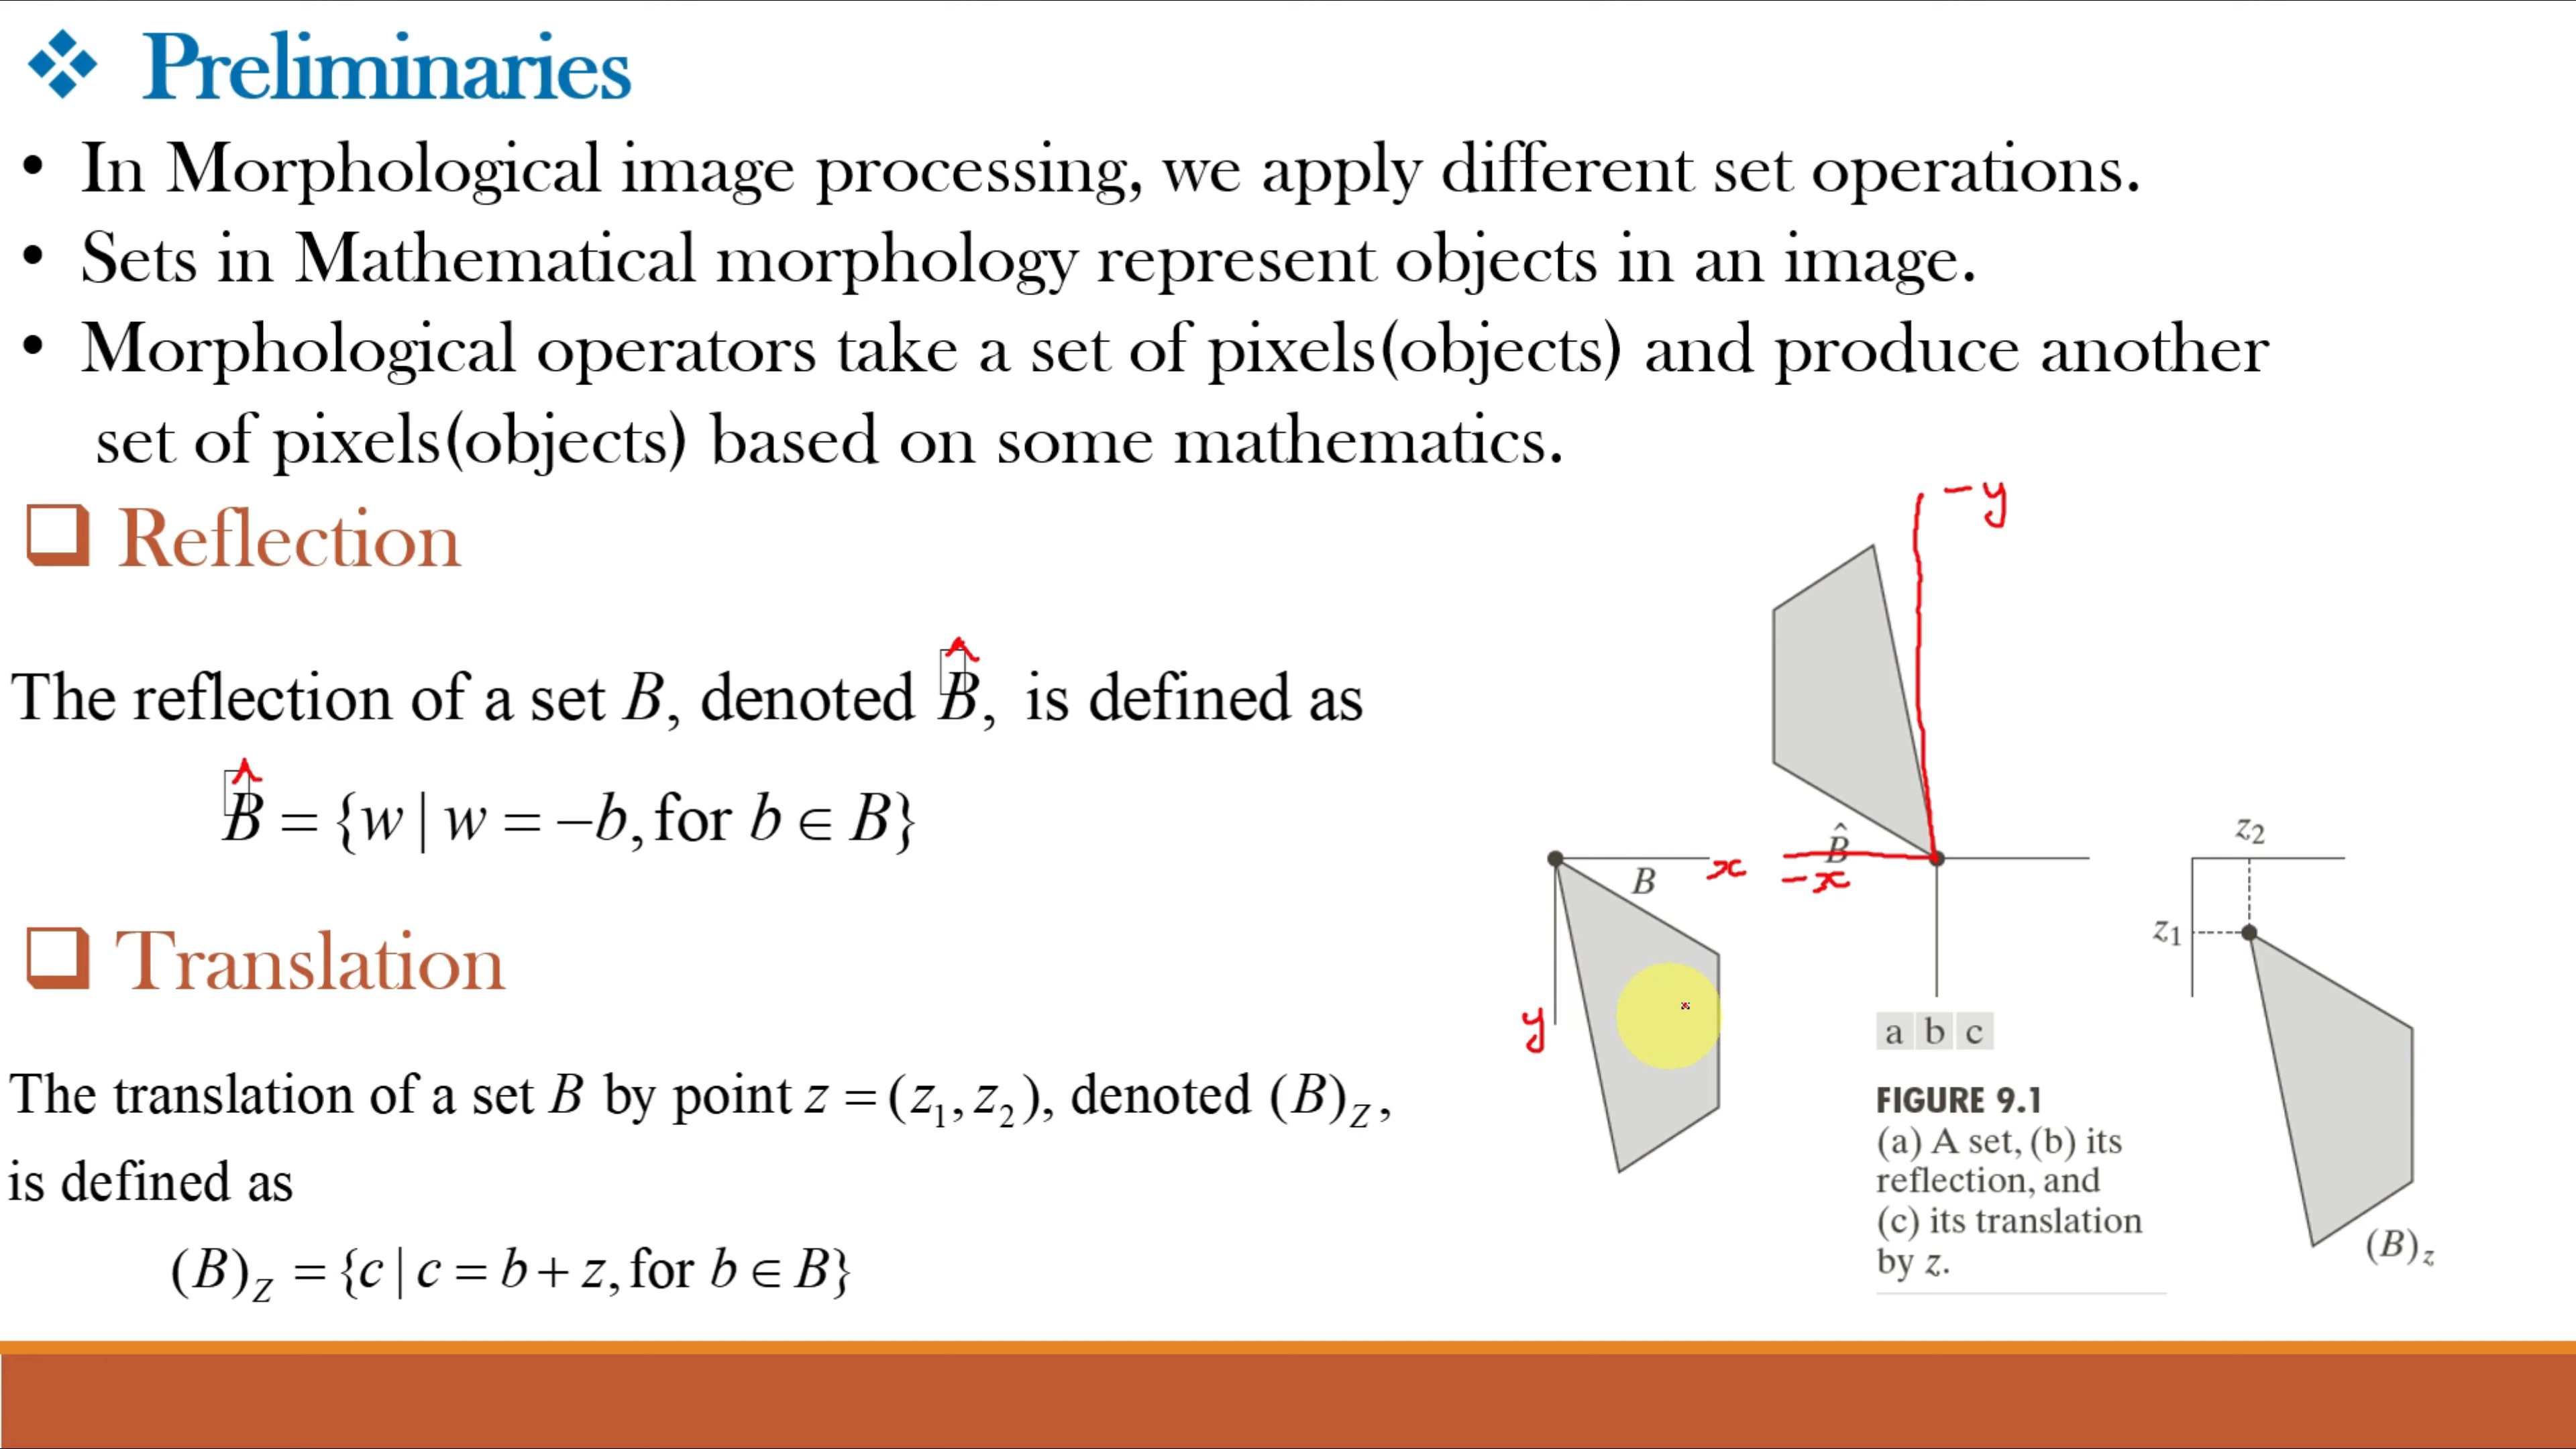 ❖ Preliminaries
• In Morphological image processing, we apply different set operations.
• Sets in Mathematical morphology represent objects in an image.
• Morphological operators take a set of pixels(objects) and produce another
set of pixels(objects) based on some mathematics.
❑ Reflection
The reflection of a set B, denoted B̂, is defined as
B̂ = {w | w = −b, for b ∈ B}
❑ Translation
The translation of a set B by point z = (z₁, z₂), denoted (B)_Z,
is defined as
(B)_Z = {c | c = b + z, for b ∈ B}
-y
B̂
x
-x
B
y
z₂
z₁
(B)_z
a b c
FIGURE 9.1
(a) A set, (b) its
reflection, and
(c) its translation
by z.